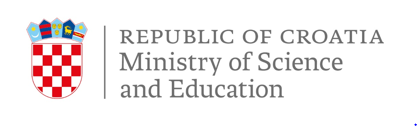 REPUBLIC OF CROATIA
Ministry of Science
and Education